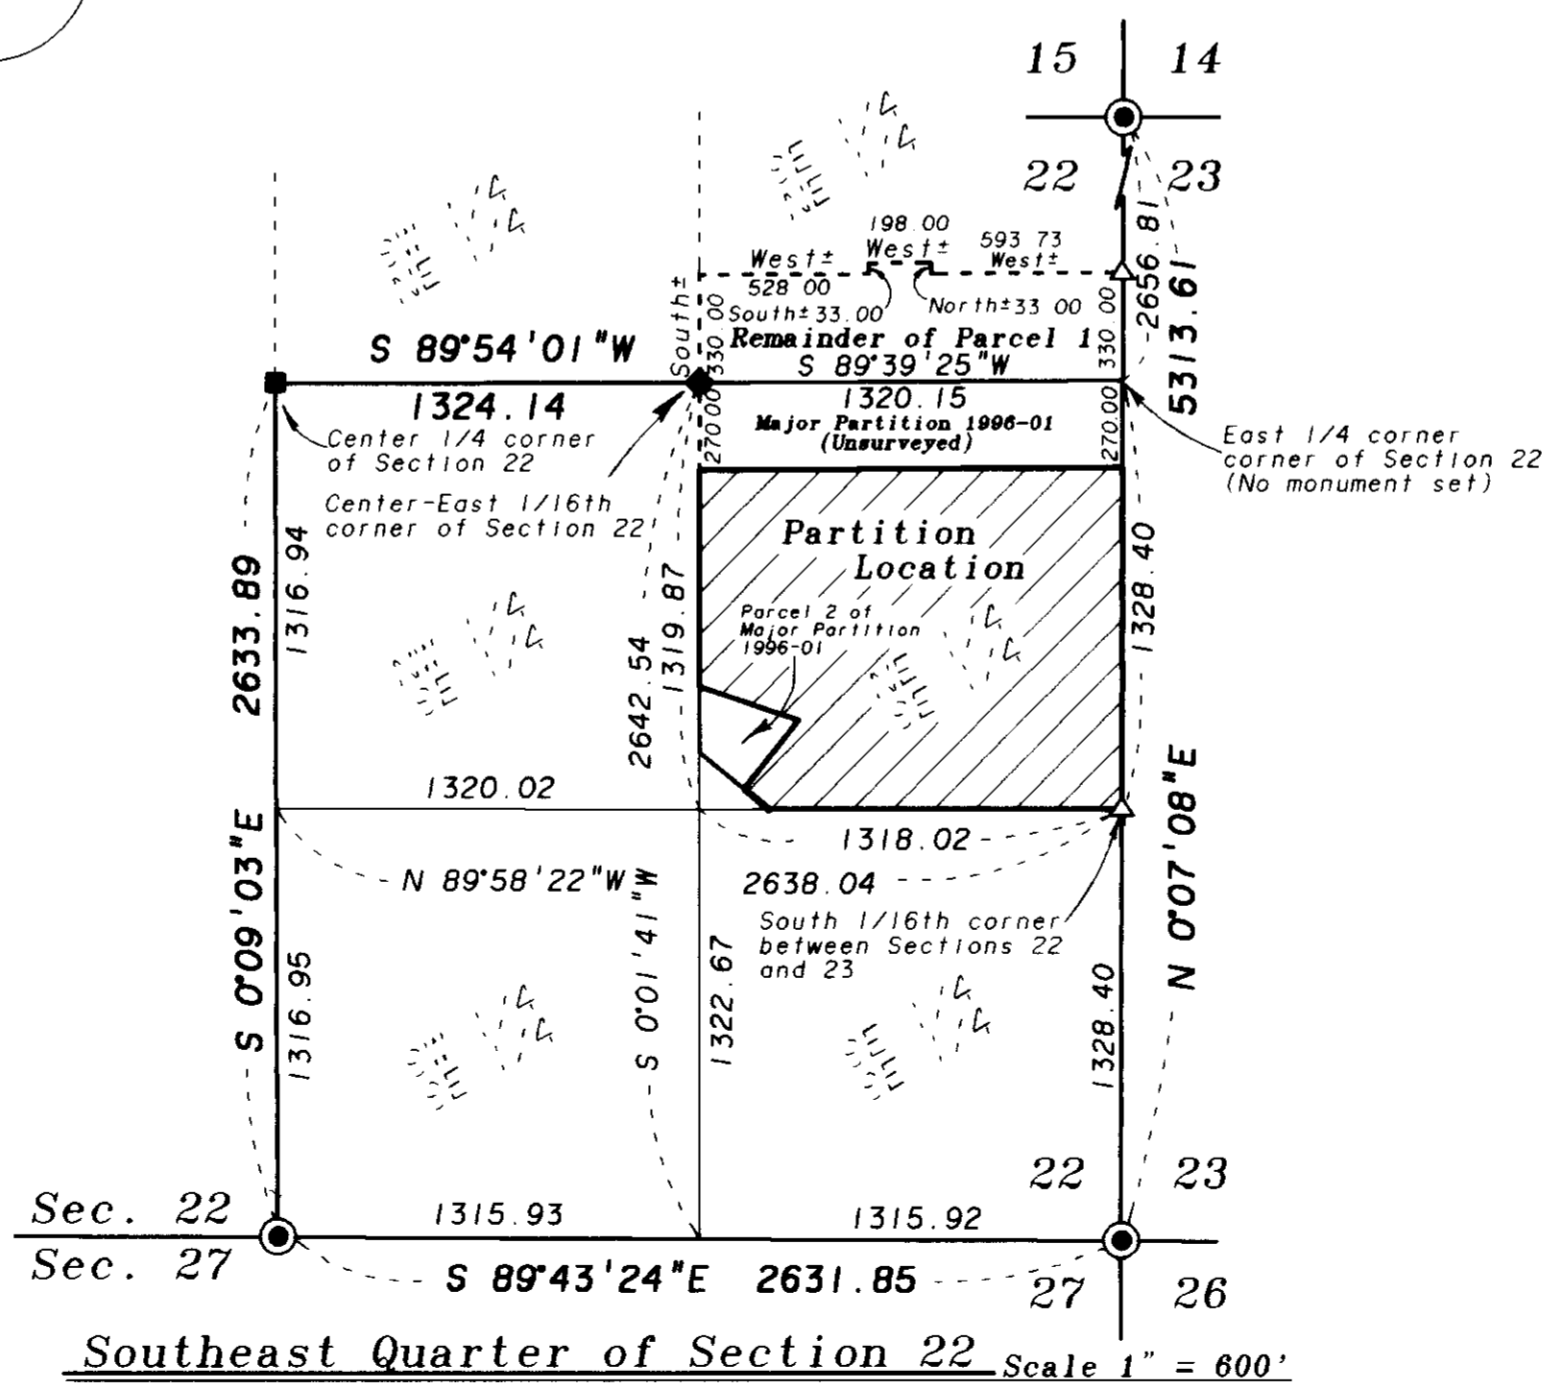 15 14
22 23
198.00
West± West± 593 73
West±
528 00
South±33.00 North±33 00
South±
330.00
330.00
2656.81
5313.61
Remainder of Parcel 1
S 89°54'01"W
S 89°39'25"W
1324.14
1320.15
Major Partition 1996-01
(Unsurveyed)
270.00
270.00
Center 1/4 corner
of Section 22
Center-East 1/16th
corner of Section 22
East 1/4 corner
corner of Section 22
(No monument set)
Partition
Location
Parcel 2 of
Major Partition
1996-01
2633.89
1316.94
2642.54
1319.87
1328.40
1320.02
1318.02
N 89°58'22"W
2638.04
South 1/16th corner
between Sections 22
and 23
S 0°09'03"E
1316.95
S 0°01'41"W
1322.67
1328.40
N 0°07'08"E
22 23
Sec. 22
Sec. 27
1315.93
1315.92
S 89°43'24"E 2631.85
27 26
Southeast Quarter of Section 22
Scale 1" = 600'